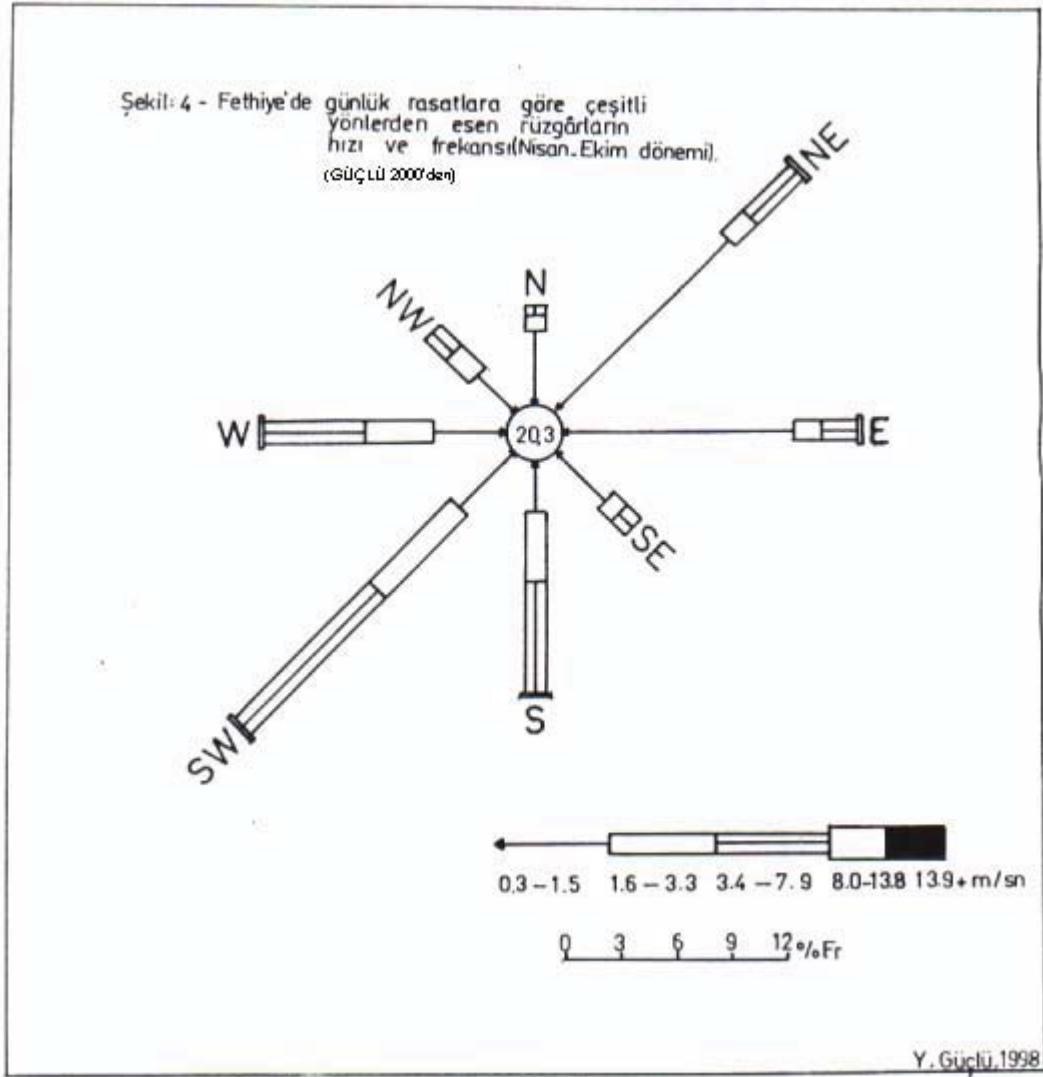 Şekil: 4 - Fethiye'de günlük rasatlara göre çeşitli
yönlerden esen rüzgârların
hızı ve frekansı(Nisan-Ekim dönemi).
(GÜÇLÜ 2000'den)
NE
N
NW
W
20,3
E
SE
S
SW
0.3-1.5 1.6-3.3 3.4-7.9 8.0-13.8 13.9+ m/sn
0 3 6 9 12 %Fr
Y. Güçlü, 1998